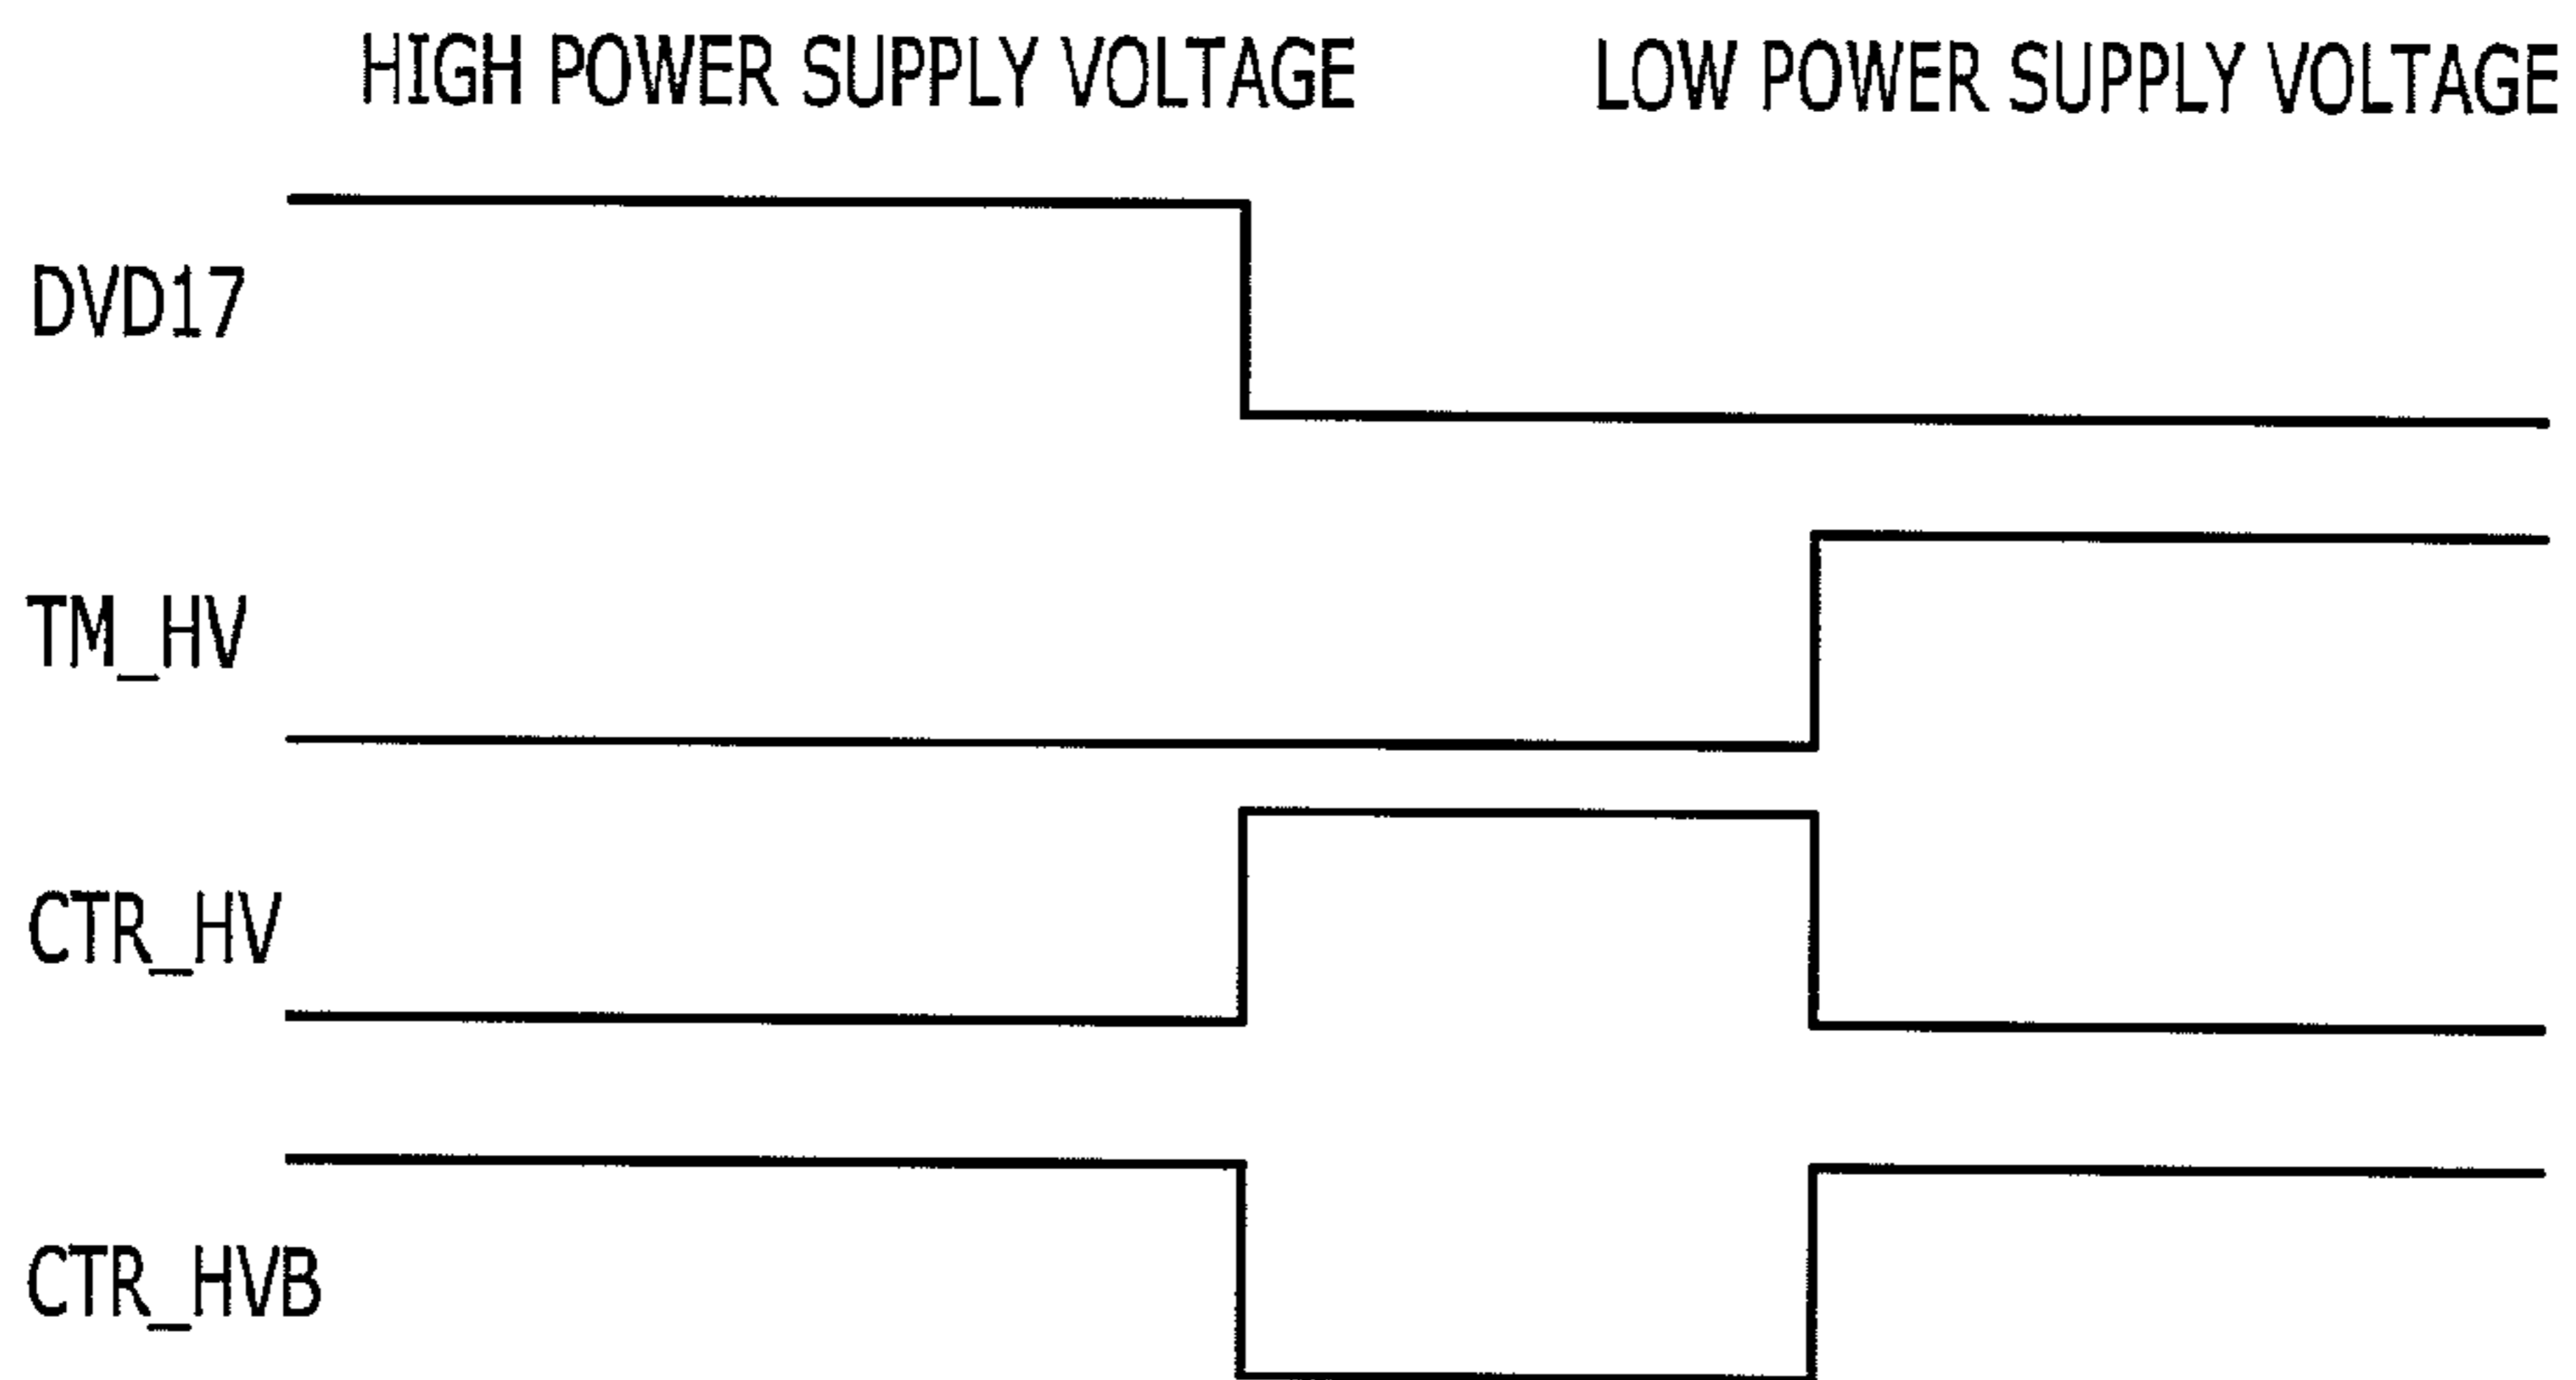 HIGH POWER SUPPLY VOLTAGE
LOW POWER SUPPLY VOLTAGE
DVD17
TM_HV
CTR_HV
CTR_HVB